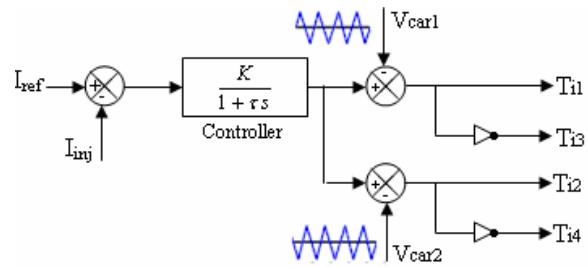 Vcar1
Iref
+
-
K
1 + τs
Controller
Iinj
-
+
Ti1
Ti3
+
-
Ti2
Ti4
Vcar2